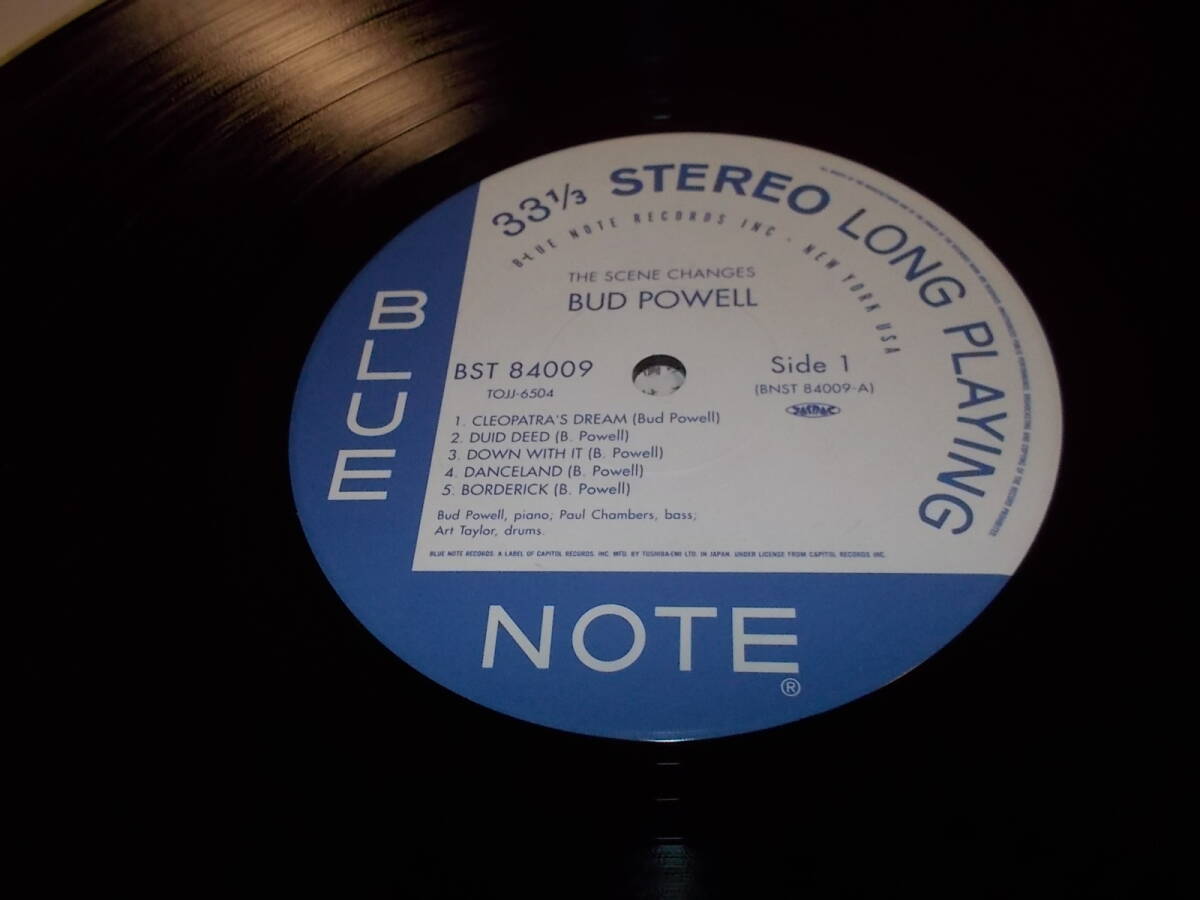 33⅓ STEREO LONG PLAYING
BLUE NOTE RECORDS INC · NEW YORK USA
THE SCENE CHANGES
BUD POWELL
BLUE
BST 84009
TOJJ-6504
Side 1
(BNST 84009-A)
1. CLEOPATRA'S DREAM (Bud Powell)
2. DUID DEED (B. Powell)
3. DOWN WITH IT (B. Powell)
4. DANCELAND (B. Powell)
5. BORDERICK (B. Powell)
Bud Powell, piano; Paul Chambers, bass;
Art Taylor, drums.
BLUE NOTE RECORDS. A LABEL OF CAPITOL RECORDS. INC. MFD. BY TOSHIBA-EMI LTD. IN JAPAN. UNDER LICENSE FROM CAPITOL RECORDS INC.
NOTE
®